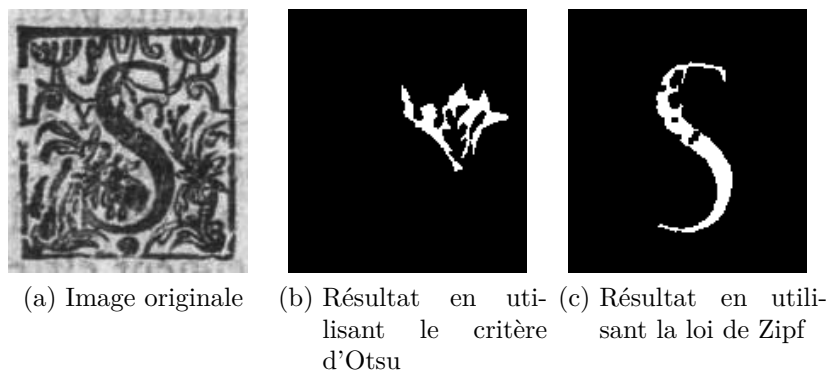 S
S
(a) Image originale
(b) Résultat en uti-
lisant le critère
d'Otsu
(c) Résultat en utili-
sant la loi de Zipf